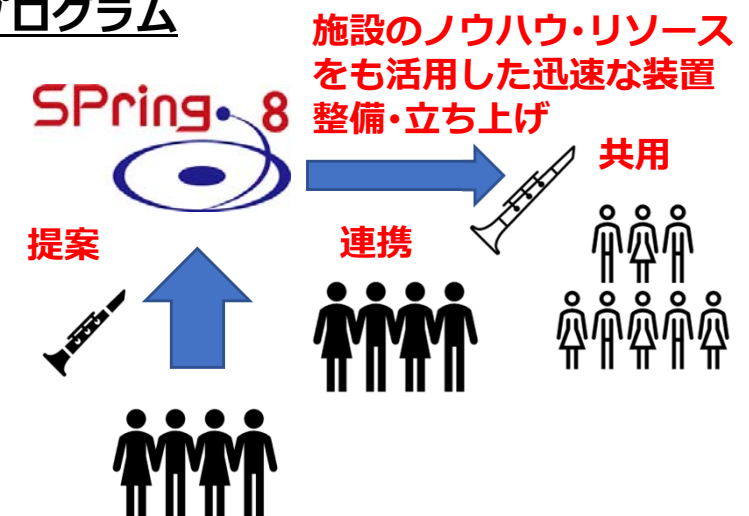 プログラム
施設のノウハウ・リソース
をも活用した迅速な装置
整備・立ち上げ
SPring-8
共用
提案
連携